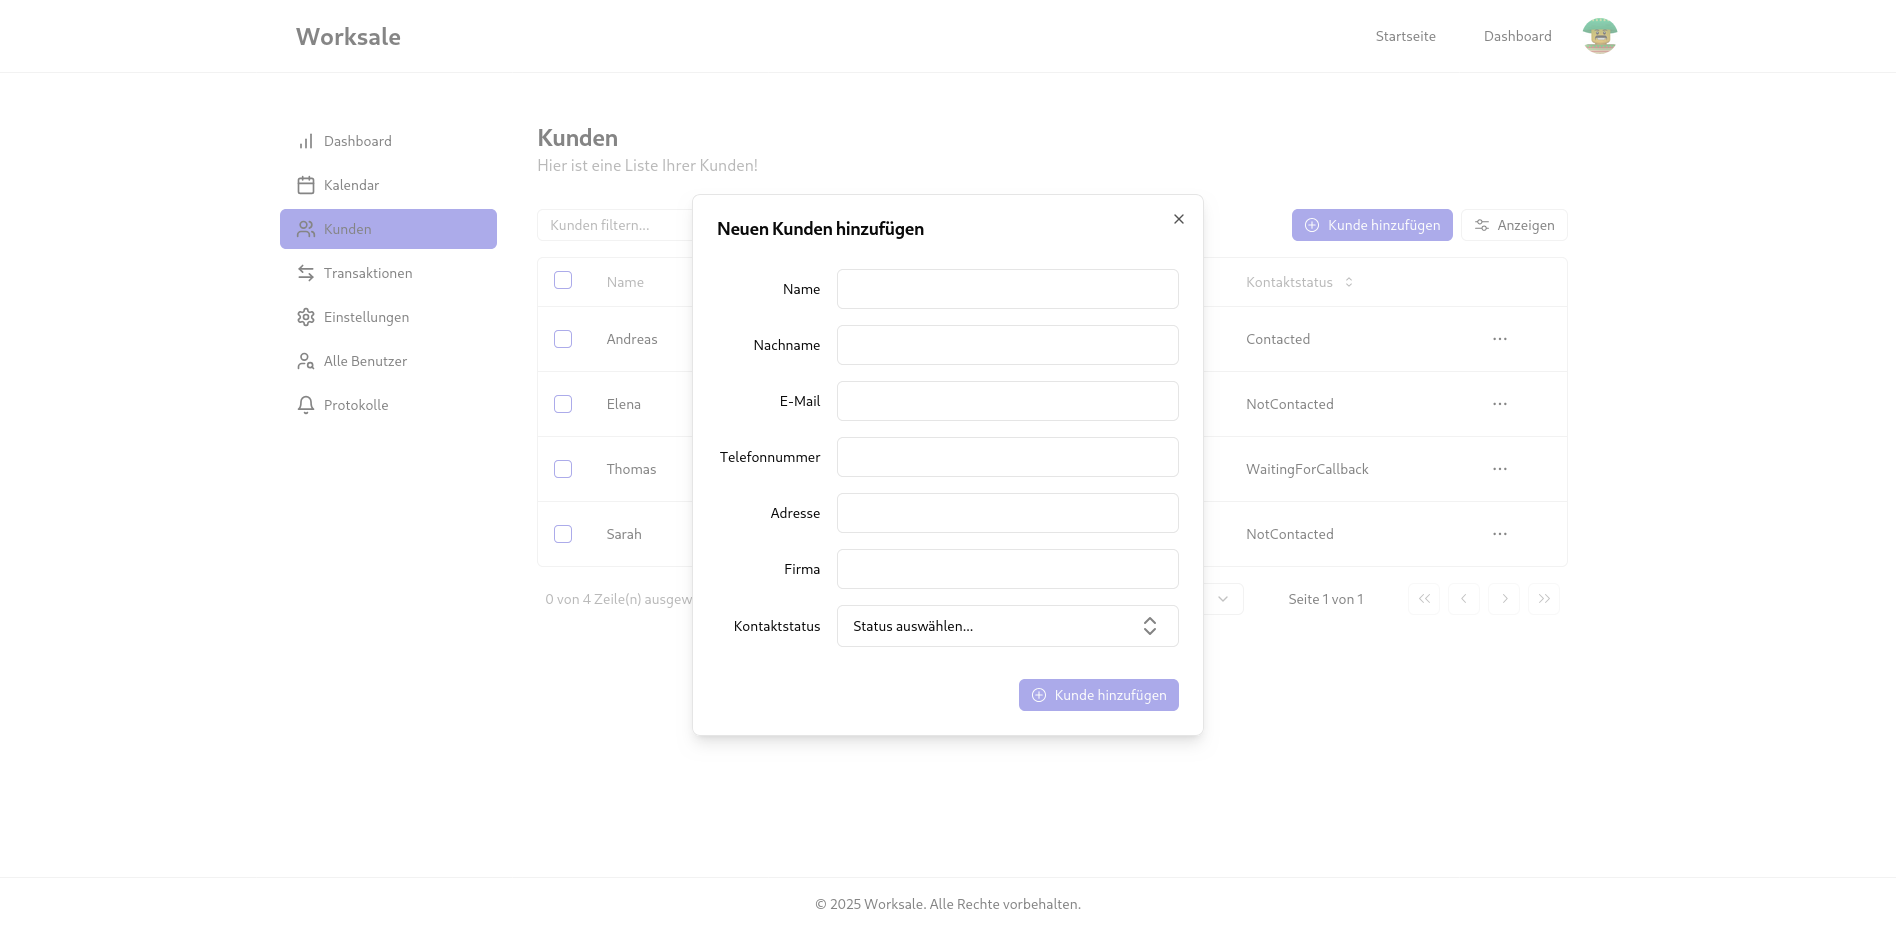 Worksale
Startseite
Dashboard
Dashboard
Kalendar
Kunden
Transaktionen
Einstellungen
Alle Benutzer
Protokolle
Kunden
Hier ist eine Liste Ihrer Kunden!
Kunden filtern...
Kunde hinzufügen
Anzeigen
Name
Kontaktstatus
Andreas
Contacted
Elena
NotContacted
Thomas
WaitingForCallback
Sarah
NotContacted
0 von 4 Zeile(n) ausgew
Seite 1 von 1
Neuen Kunden hinzufügen
Name
Nachname
E-Mail
Telefonnummer
Adresse
Firma
Kontaktstatus
Status auswählen...
Kunde hinzufügen
© 2025 Worksale. Alle Rechte vorbehalten.